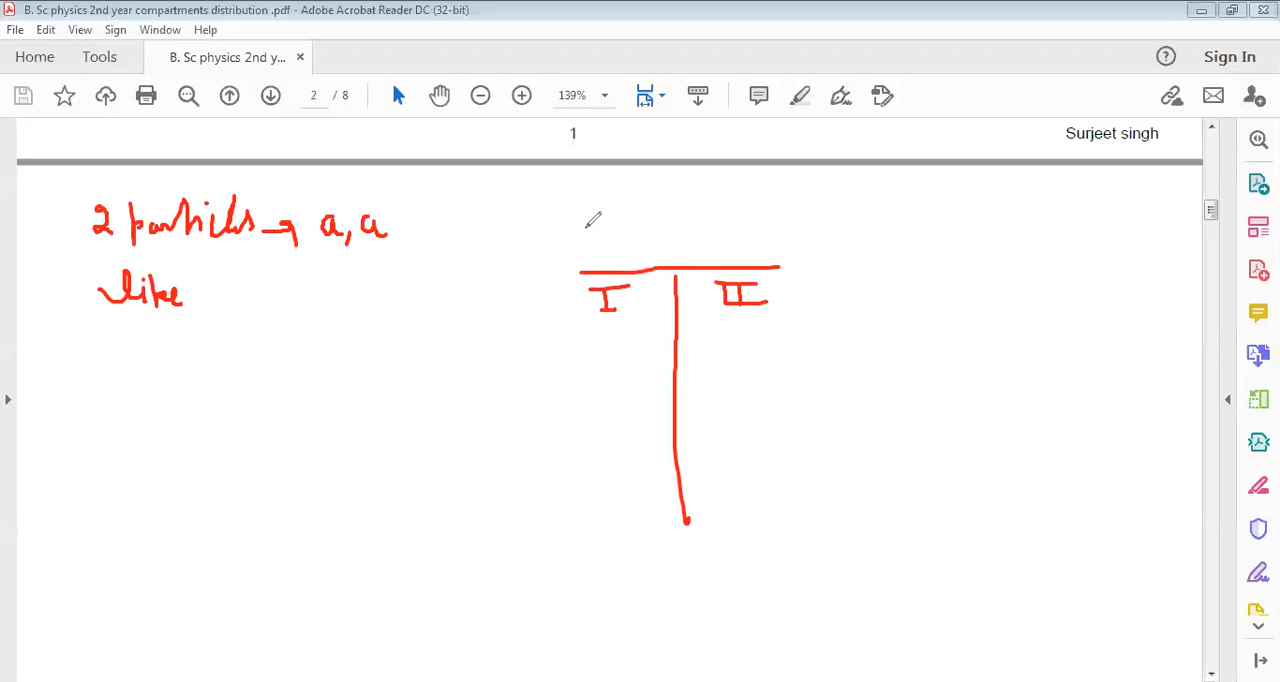 B. Sc physics 2nd year compartments distribution .pdf - Adobe Acrobat Reader DC (32-bit)
File Edit View Sign Window Help
Home Tools B. Sc physics 2nd y... × Sign In
2 / 8 139%
1 Surjeet singh
2 particles → a, a
like
I II